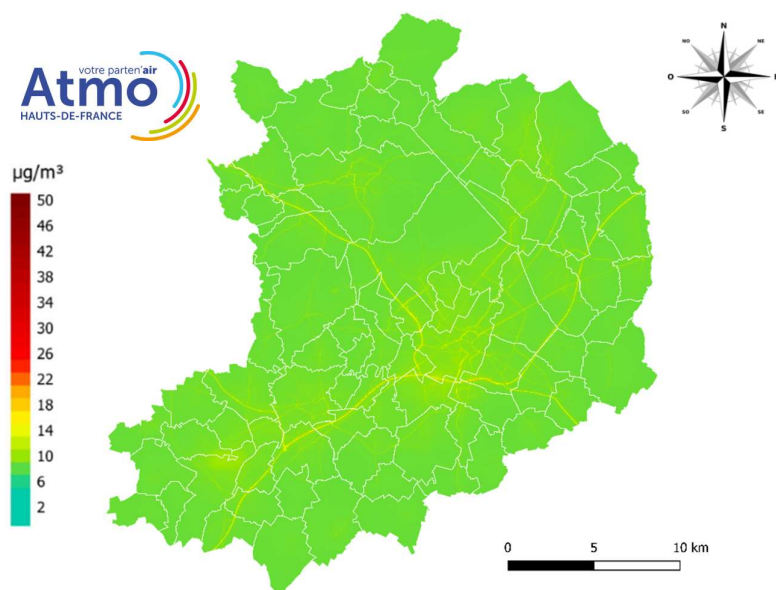 votre parten'air
Atmo
HAUTS-DE-FRANCE
N
NO
NE
O
E
SO
SE
S
µg/m³
50
46
42
38
34
30
26
22
18
14
10
6
2
0
5
10 km